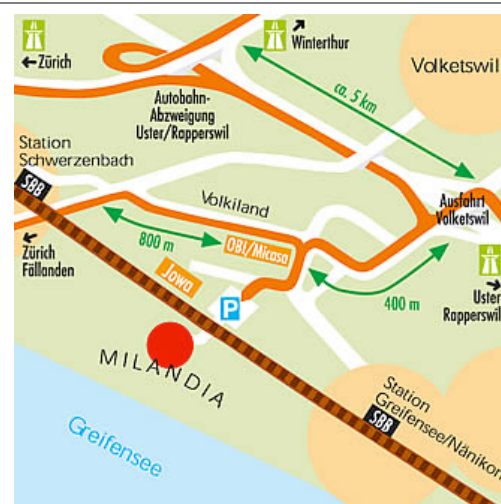 ←Zürich
Winterthur
Volketswil
ca. 5 km
Autobahn-
Abzweigung
Uster/Rapperswil
Station
Schwerzenbach
SBB
Volkiland
Ausfahrt
Volketswil
800 m
OBI/Micasa
Zürich
Fällanden
Jowa
P
400 m
Uster
Rapperswil
MILANDIA
Station
Greifensee/Nänikon
SBB
Greifensee